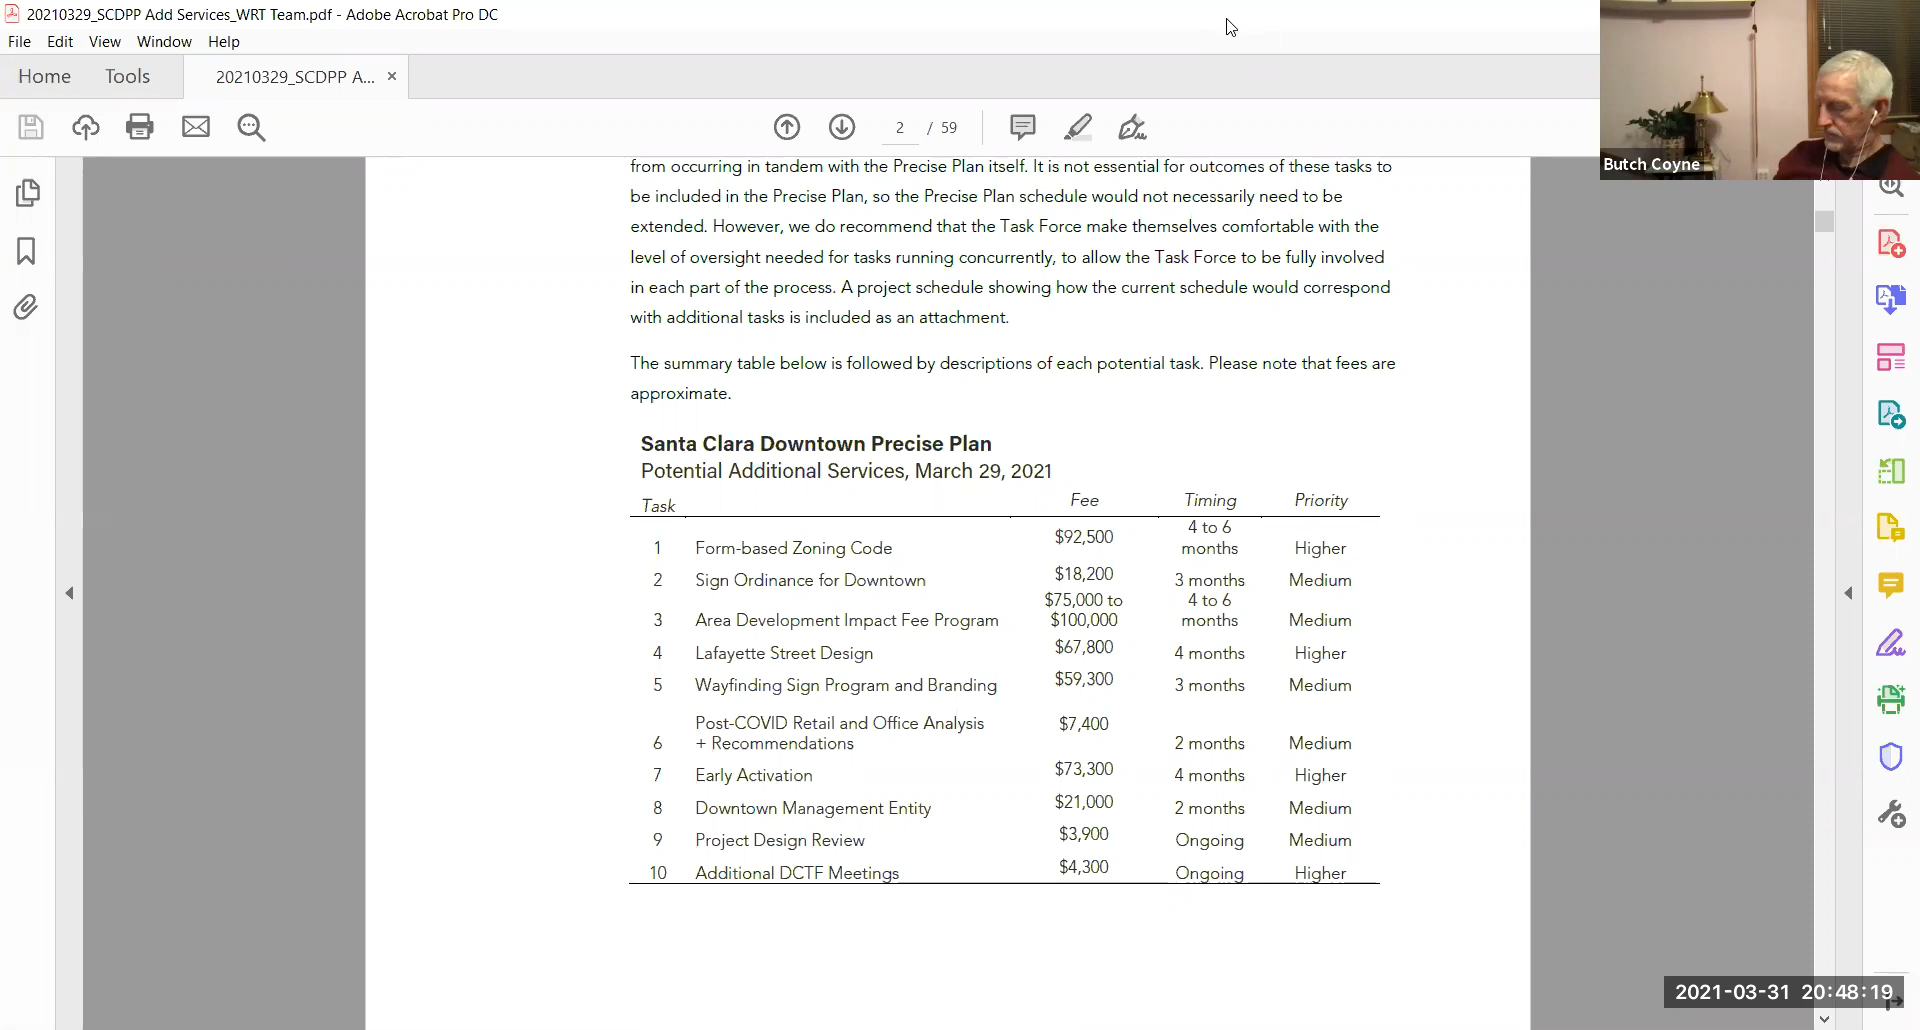 20210329_SCDPP Add Services_WRT Team.pdf - Adobe Acrobat Pro DC
File Edit View Window Help
Home Tools 20210329_SCDPP A... ×
2 / 59
Butch Coyne
from occurring in tandem with the Precise Plan itself. It is not essential for outcomes of these tasks to
be included in the Precise Plan, so the Precise Plan schedule would not necessarily need to be
extended. However, we do recommend that the Task Force make themselves comfortable with the
level of oversight needed for tasks running concurrently, to allow the Task Force to be fully involved
in each part of the process. A project schedule showing how the current schedule would correspond
with additional tasks is included as an attachment.
The summary table below is followed by descriptions of each potential task. Please note that fees are
approximate.
Santa Clara Downtown Precise Plan
Potential Additional Services, March 29, 2021
Task Fee Timing Priority
1 Form-based Zoning Code $92,500 4 to 6 months Higher
2 Sign Ordinance for Downtown $18,200 3 months Medium
3 Area Development Impact Fee Program $75,000 to $100,000 4 to 6 months Medium
4 Lafayette Street Design $67,800 4 months Higher
5 Wayfinding Sign Program and Branding $59,300 3 months Medium
6 Post-COVID Retail and Office Analysis + Recommendations $7,400 2 months Medium
7 Early Activation $73,300 4 months Higher
8 Downtown Management Entity $21,000 2 months Medium
9 Project Design Review $3,900 Ongoing Medium
10 Additional DCTF Meetings $4,300 Ongoing Higher
2021-03-31 20:48:19